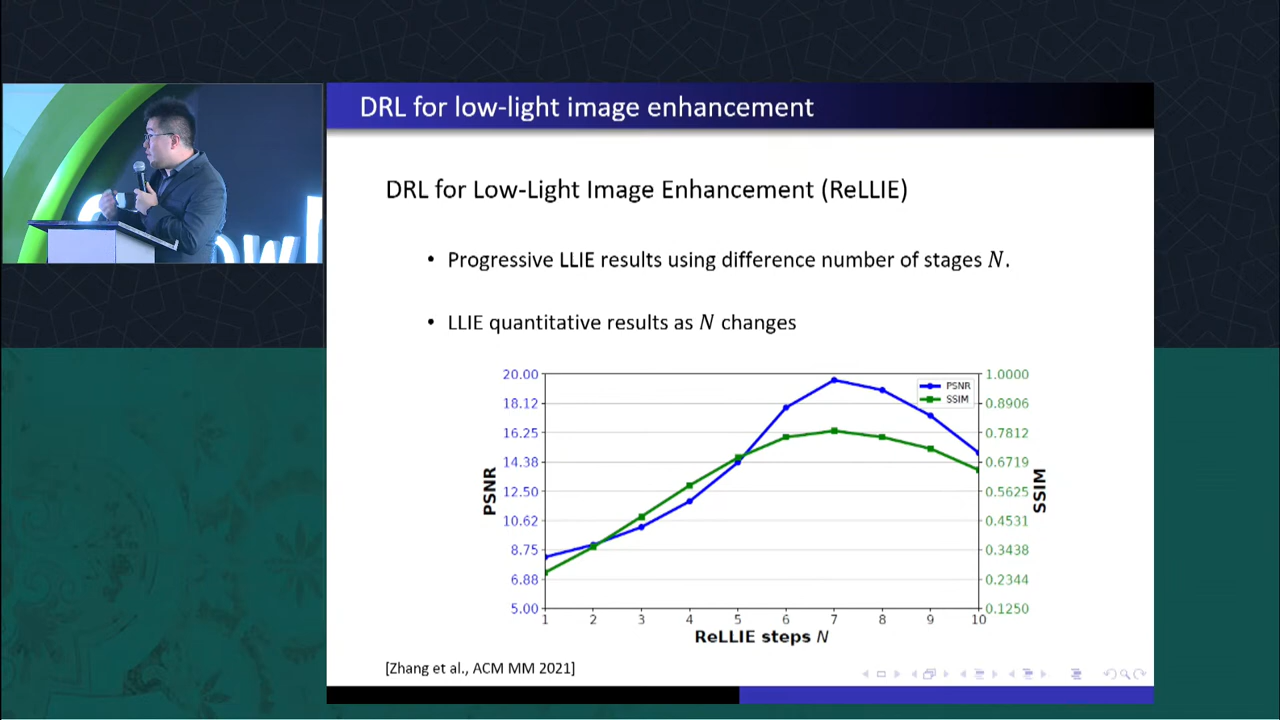 DRL for low-light image enhancement
DRL for Low-Light Image Enhancement (ReLLIE)
• Progressive LLIE results using difference number of stages N.
• LLIE quantitative results as N changes
20.00
18.12
16.25
14.38
12.50
10.62
8.75
6.88
5.00
PSNR
1.0000
0.8906
0.7812
0.6719
0.5625
0.4531
0.3438
0.2344
0.1250
SSIM
PSNR
SSIM
1 2 3 4 5 6 7 8 9 10
ReLLIE steps N
[Zhang et al., ACM MM 2021]